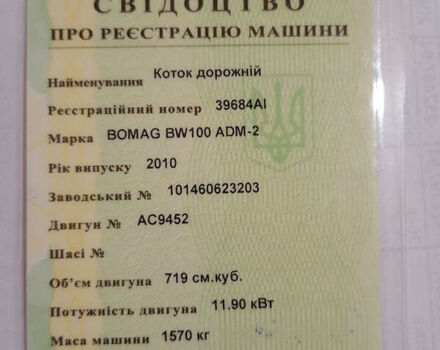 СВІДОЦТВО
ПРО РЕЄСТРАЦІЮ МАШИНИ
Найменування Коток дорожній
Реєстраційний номер 39684АІ
Марка BOMAG BW100 ADM-2
Рік випуску 2010
Заводський № 101460623203
Двигун № AC9452
Шасі №
Об'єм двигуна 719 см.куб.
Потужність двигуна 11.90 кВт
Маса машини 1570 кг